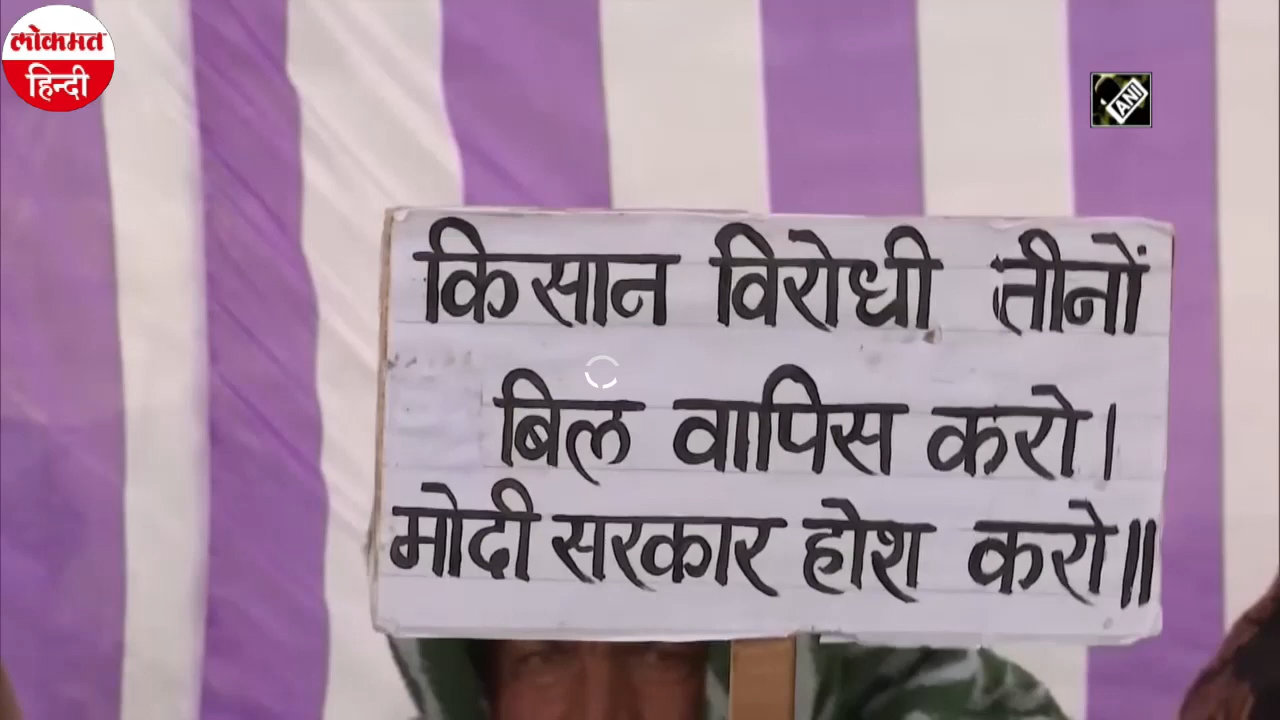 लोकमत
हिन्दी
ANI
किसान विरोधी तीनों
बिल वापिस करो।
मोदी सरकार होश करो॥